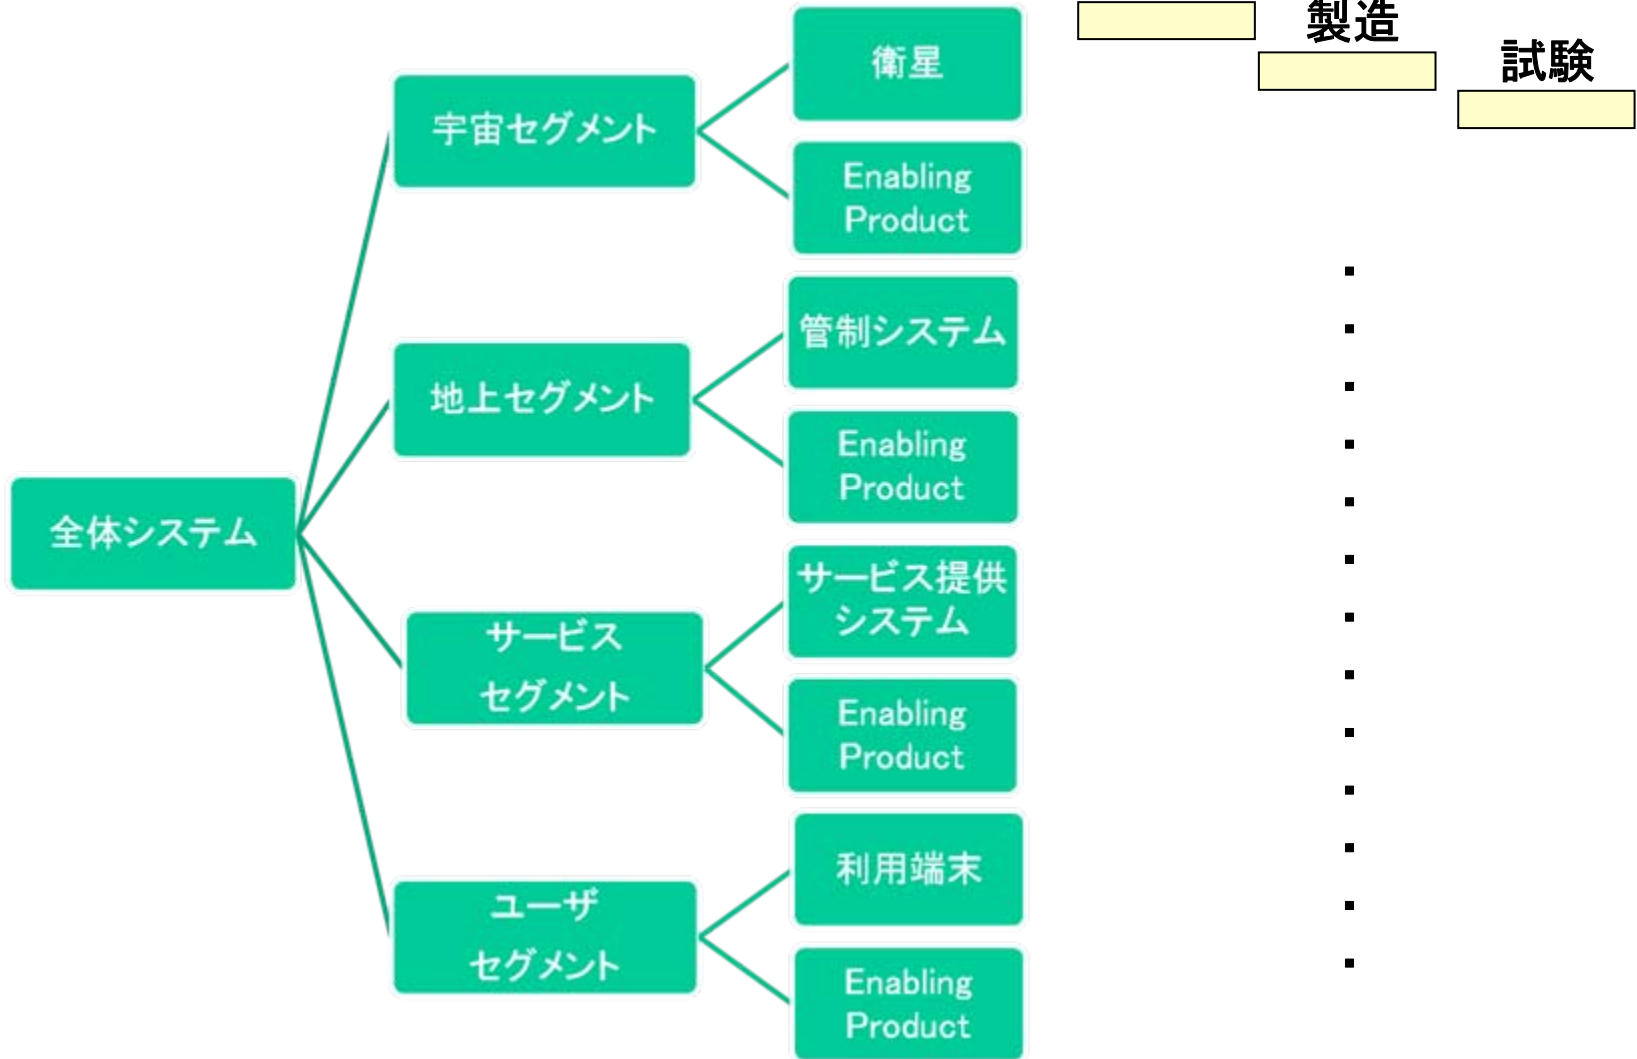 衛星
製造
試験
宇宙セグメント
Enabling
Product
管制システム
地上セグメント
Enabling
Product
全体システム
サービス提供
システム
サービス
セグメント
Enabling
Product
利用端末
ユーザ
セグメント
Enabling
Product